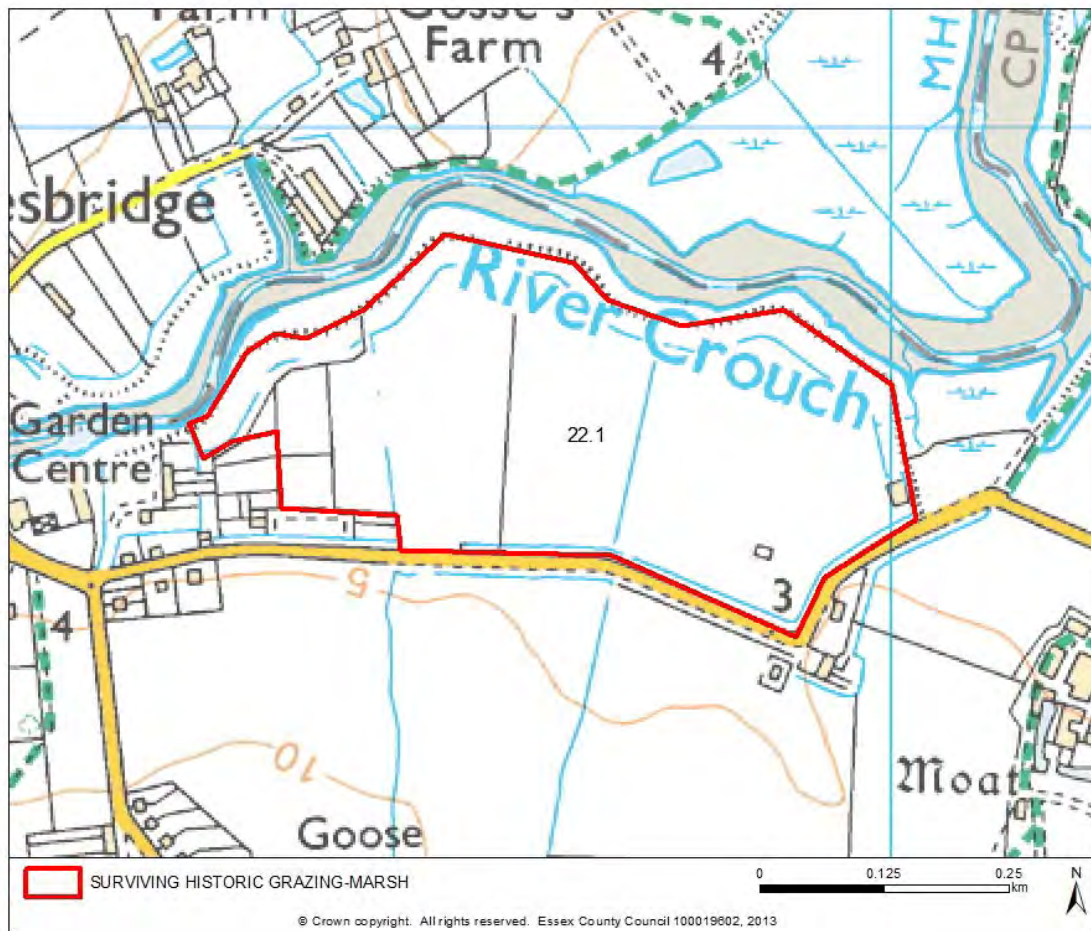 Farm
Gosse's
Farm
4
MH
CP
esbridge
River Crouch
Garden
Centre
22.1
4
5
3
10
Moat
Goose
SURVIVING HISTORIC GRAZING-MARSH
0 0.125 0.25
km
N
© Crown copyright. All rights reserved. Essex County Council 100019602, 2013